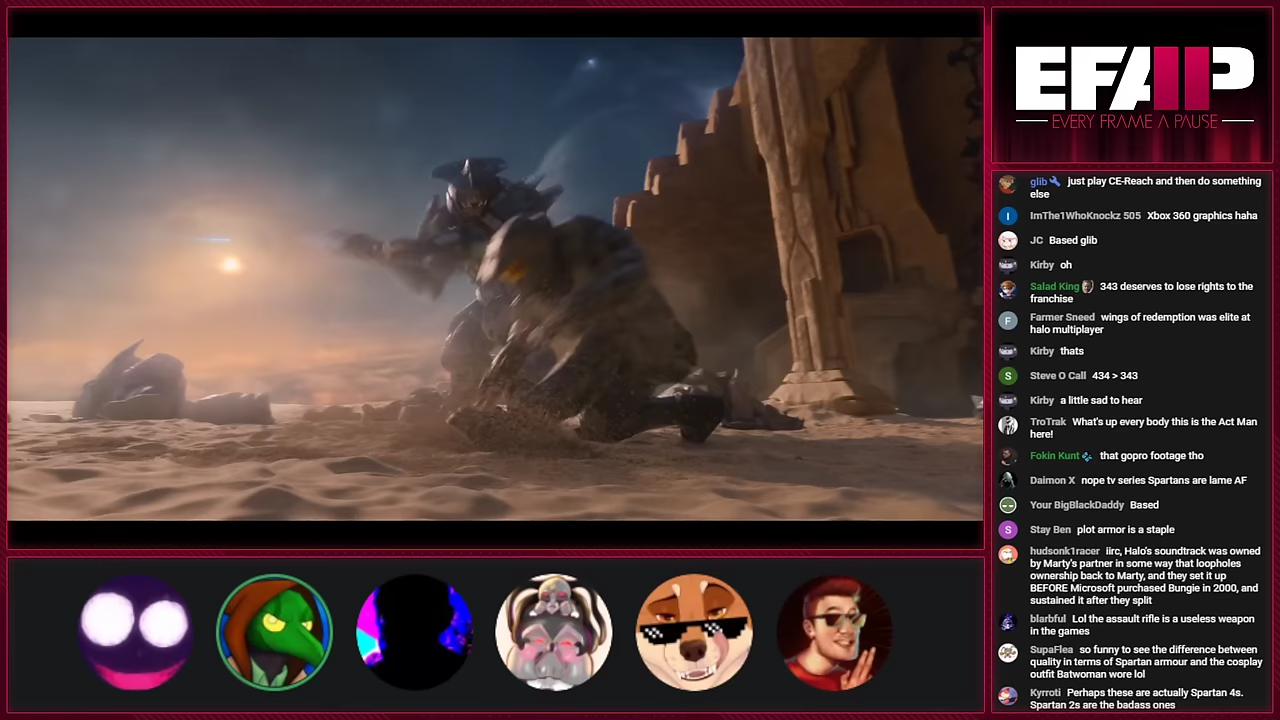 EFAP
EVERY FRAME A PAUSE
glib just play CE-Reach and then do something
else
I
ImThe1WhoKnockz 505 Xbox 360 graphics haha
JC Based glib
Kirby oh
Salad King 343 deserves to lose rights to the
franchise
F
Farmer Sneed wings of redemption was elite at
halo multiplayer
Kirby thats
S
Steve O Call 434 > 343
Kirby a little sad to hear
TroTrak What's up every body this is the Act Man
here!
Fokin Kunt that gopro footage tho
Daimon X nope tv series Spartans are lame AF
Your BigBlackDaddy Based
S
Stay Ben plot armor is a staple
hudsonk1racer iirc, Halo's soundtrack was owned
by Marty's partner in some way that loopholes
ownership back to Marty, and they set it up
BEFORE Microsoft purchased Bungie in 2000, and
sustained it after they split
blarbful Lol the assault rifle is a useless weapon
in the games
SupaFlea so funny to see the difference between
quality in terms of Spartan armour and the cosplay
outfit Batwoman wore lol
Kyrroti Perhaps these are actually Spartan 4s.
Spartan 2s are the badass ones